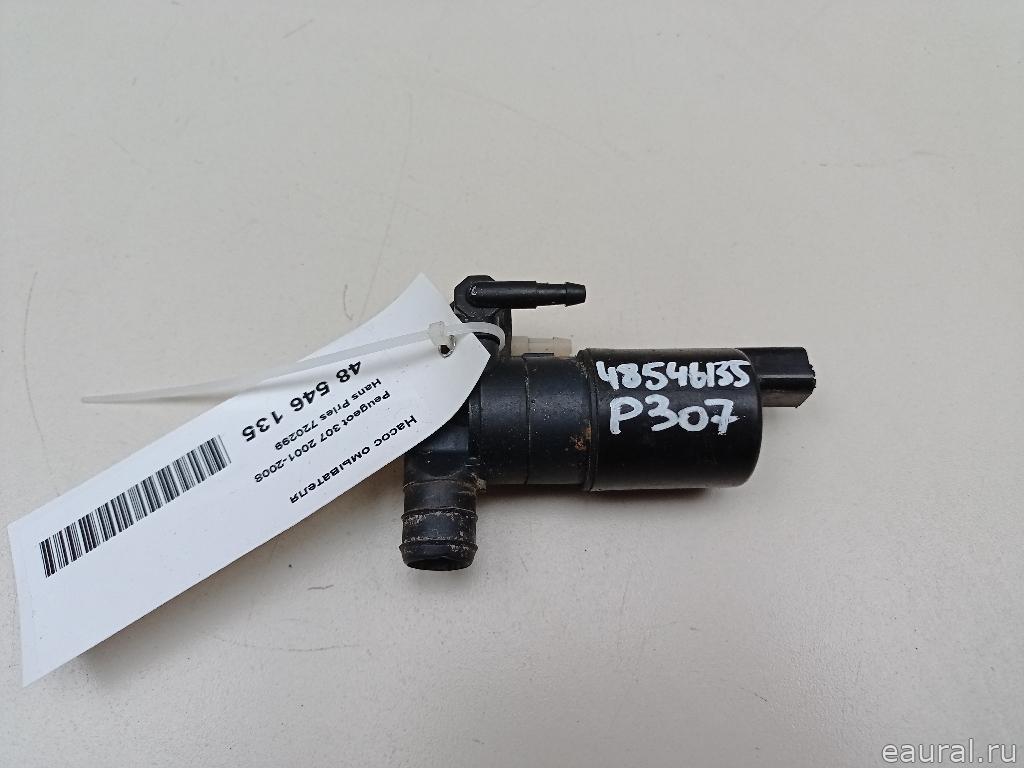 Насос омывателя
Peugeot 307 2001-2008
Hans Pries 720299
48 546 135
48546135
P307
eaural.ru